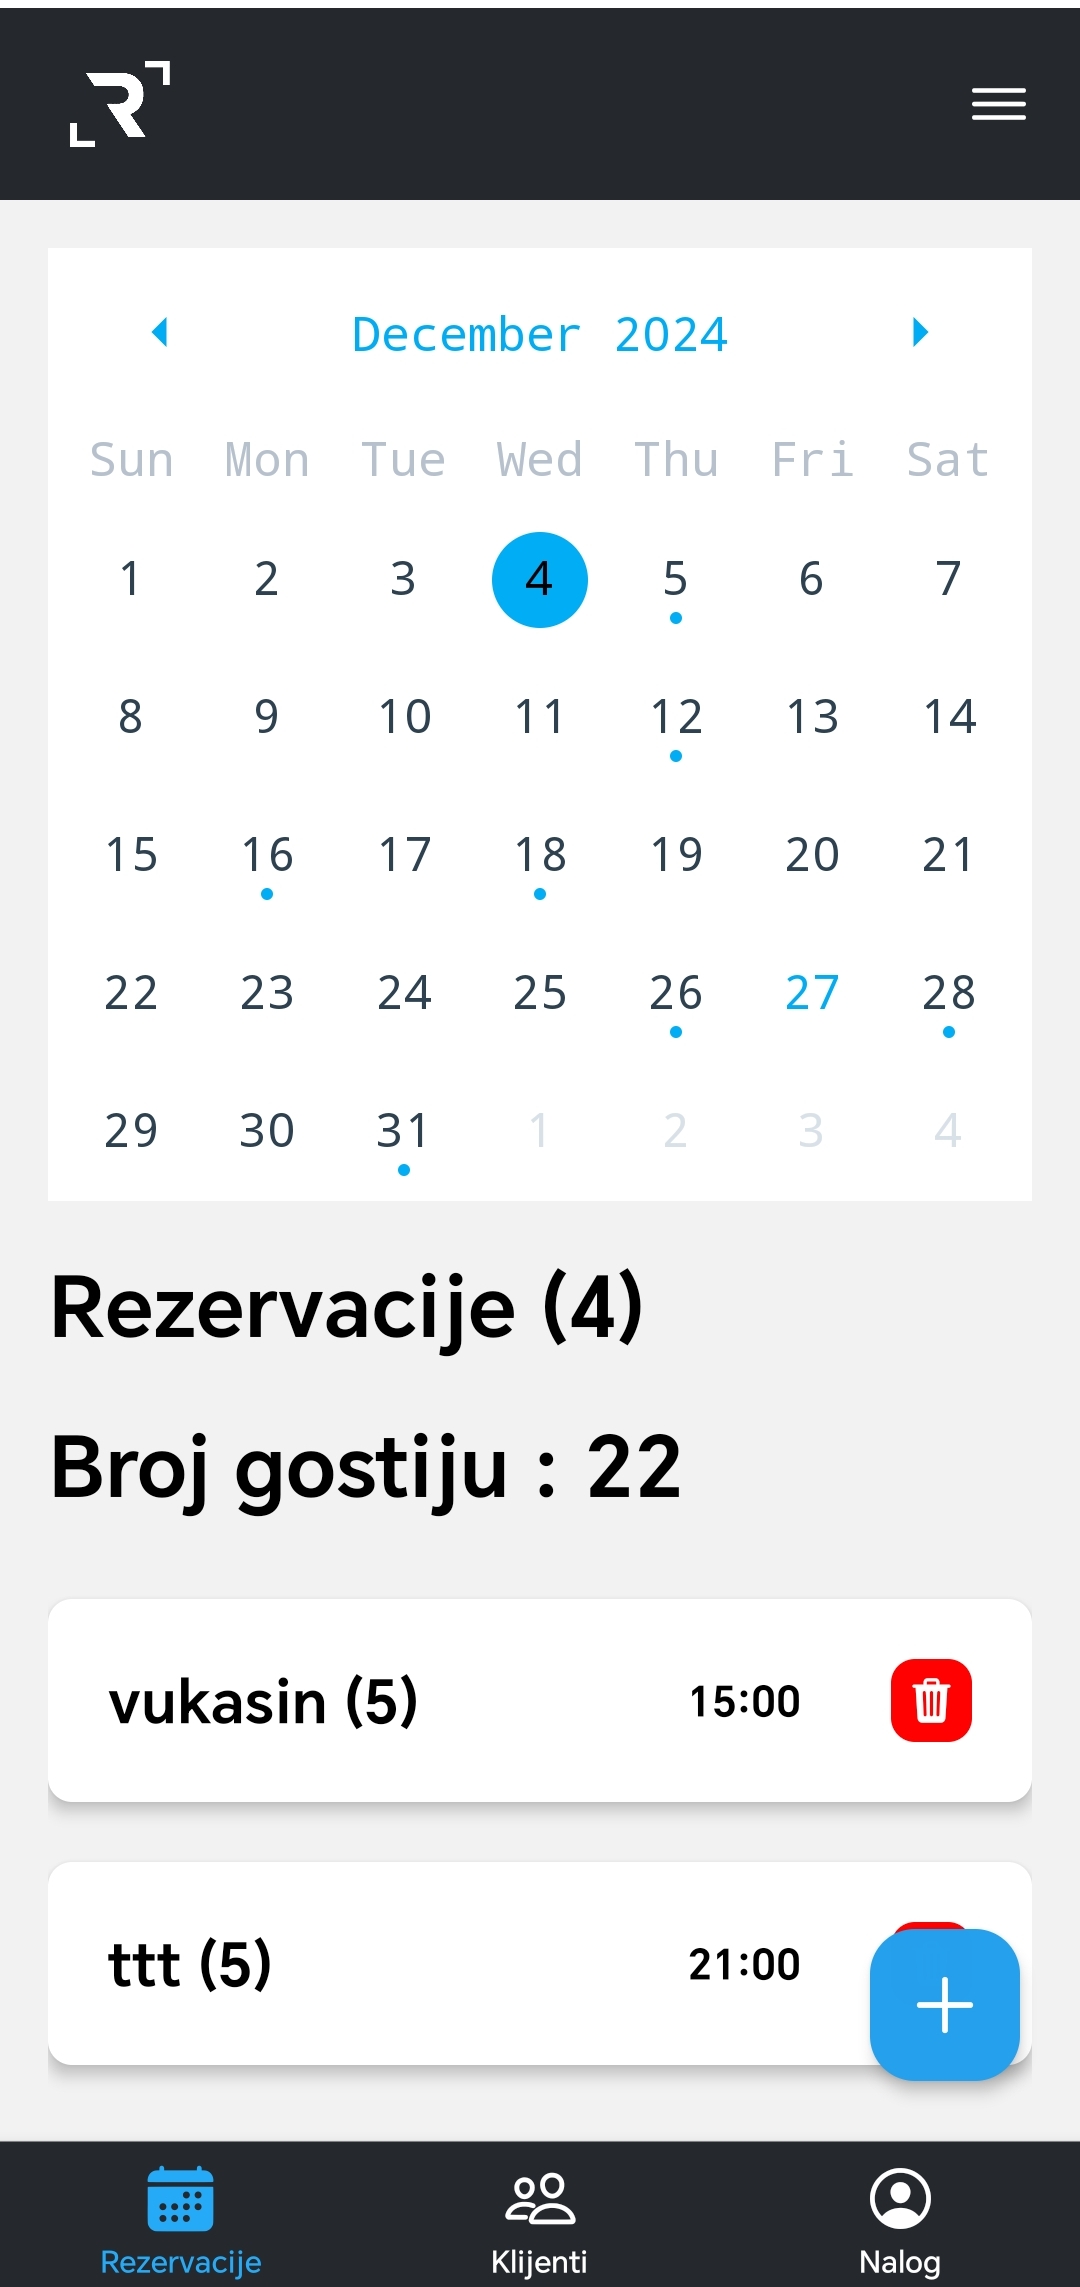 R
December 2024
Sun Mon Tue Wed Thu Fri Sat
1 2 3 4 5 6 7
8 9 10 11 12 13 14
15 16 17 18 19 20 21
22 23 24 25 26 27 28
29 30 31 1 2 3 4
Rezervacije (4)
Broj gostiju : 22
vukasin (5) 15:00
ttt (5) 21:00
Rezervacije Klijenti Nalog